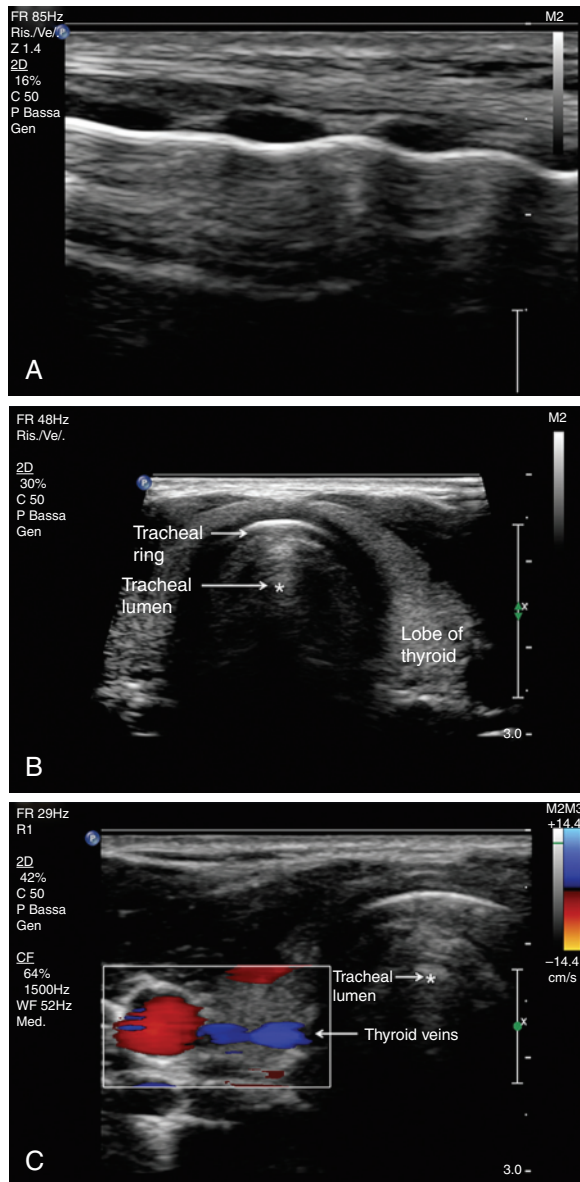 FR 85Hz
Ris./Ve/.
Z 1.4
2D
16%
C 50
P Bassa
Gen
P
M2
A
FR 48Hz
Ris./Ve/.
2D
30%
C 50
P Bassa
Gen
P
M2
Tracheal
ring
Tracheal
lumen
*
Lobe of
thyroid
x
3.0
B
FR 29Hz
R1
2D
42%
C 50
P Bassa
Gen
CF
64%
1500Hz
WF 52Hz
Med.
P
M2M3
+14.4
-14.4
cm/s
Tracheal
lumen
*
Thyroid veins
x
3.0
C